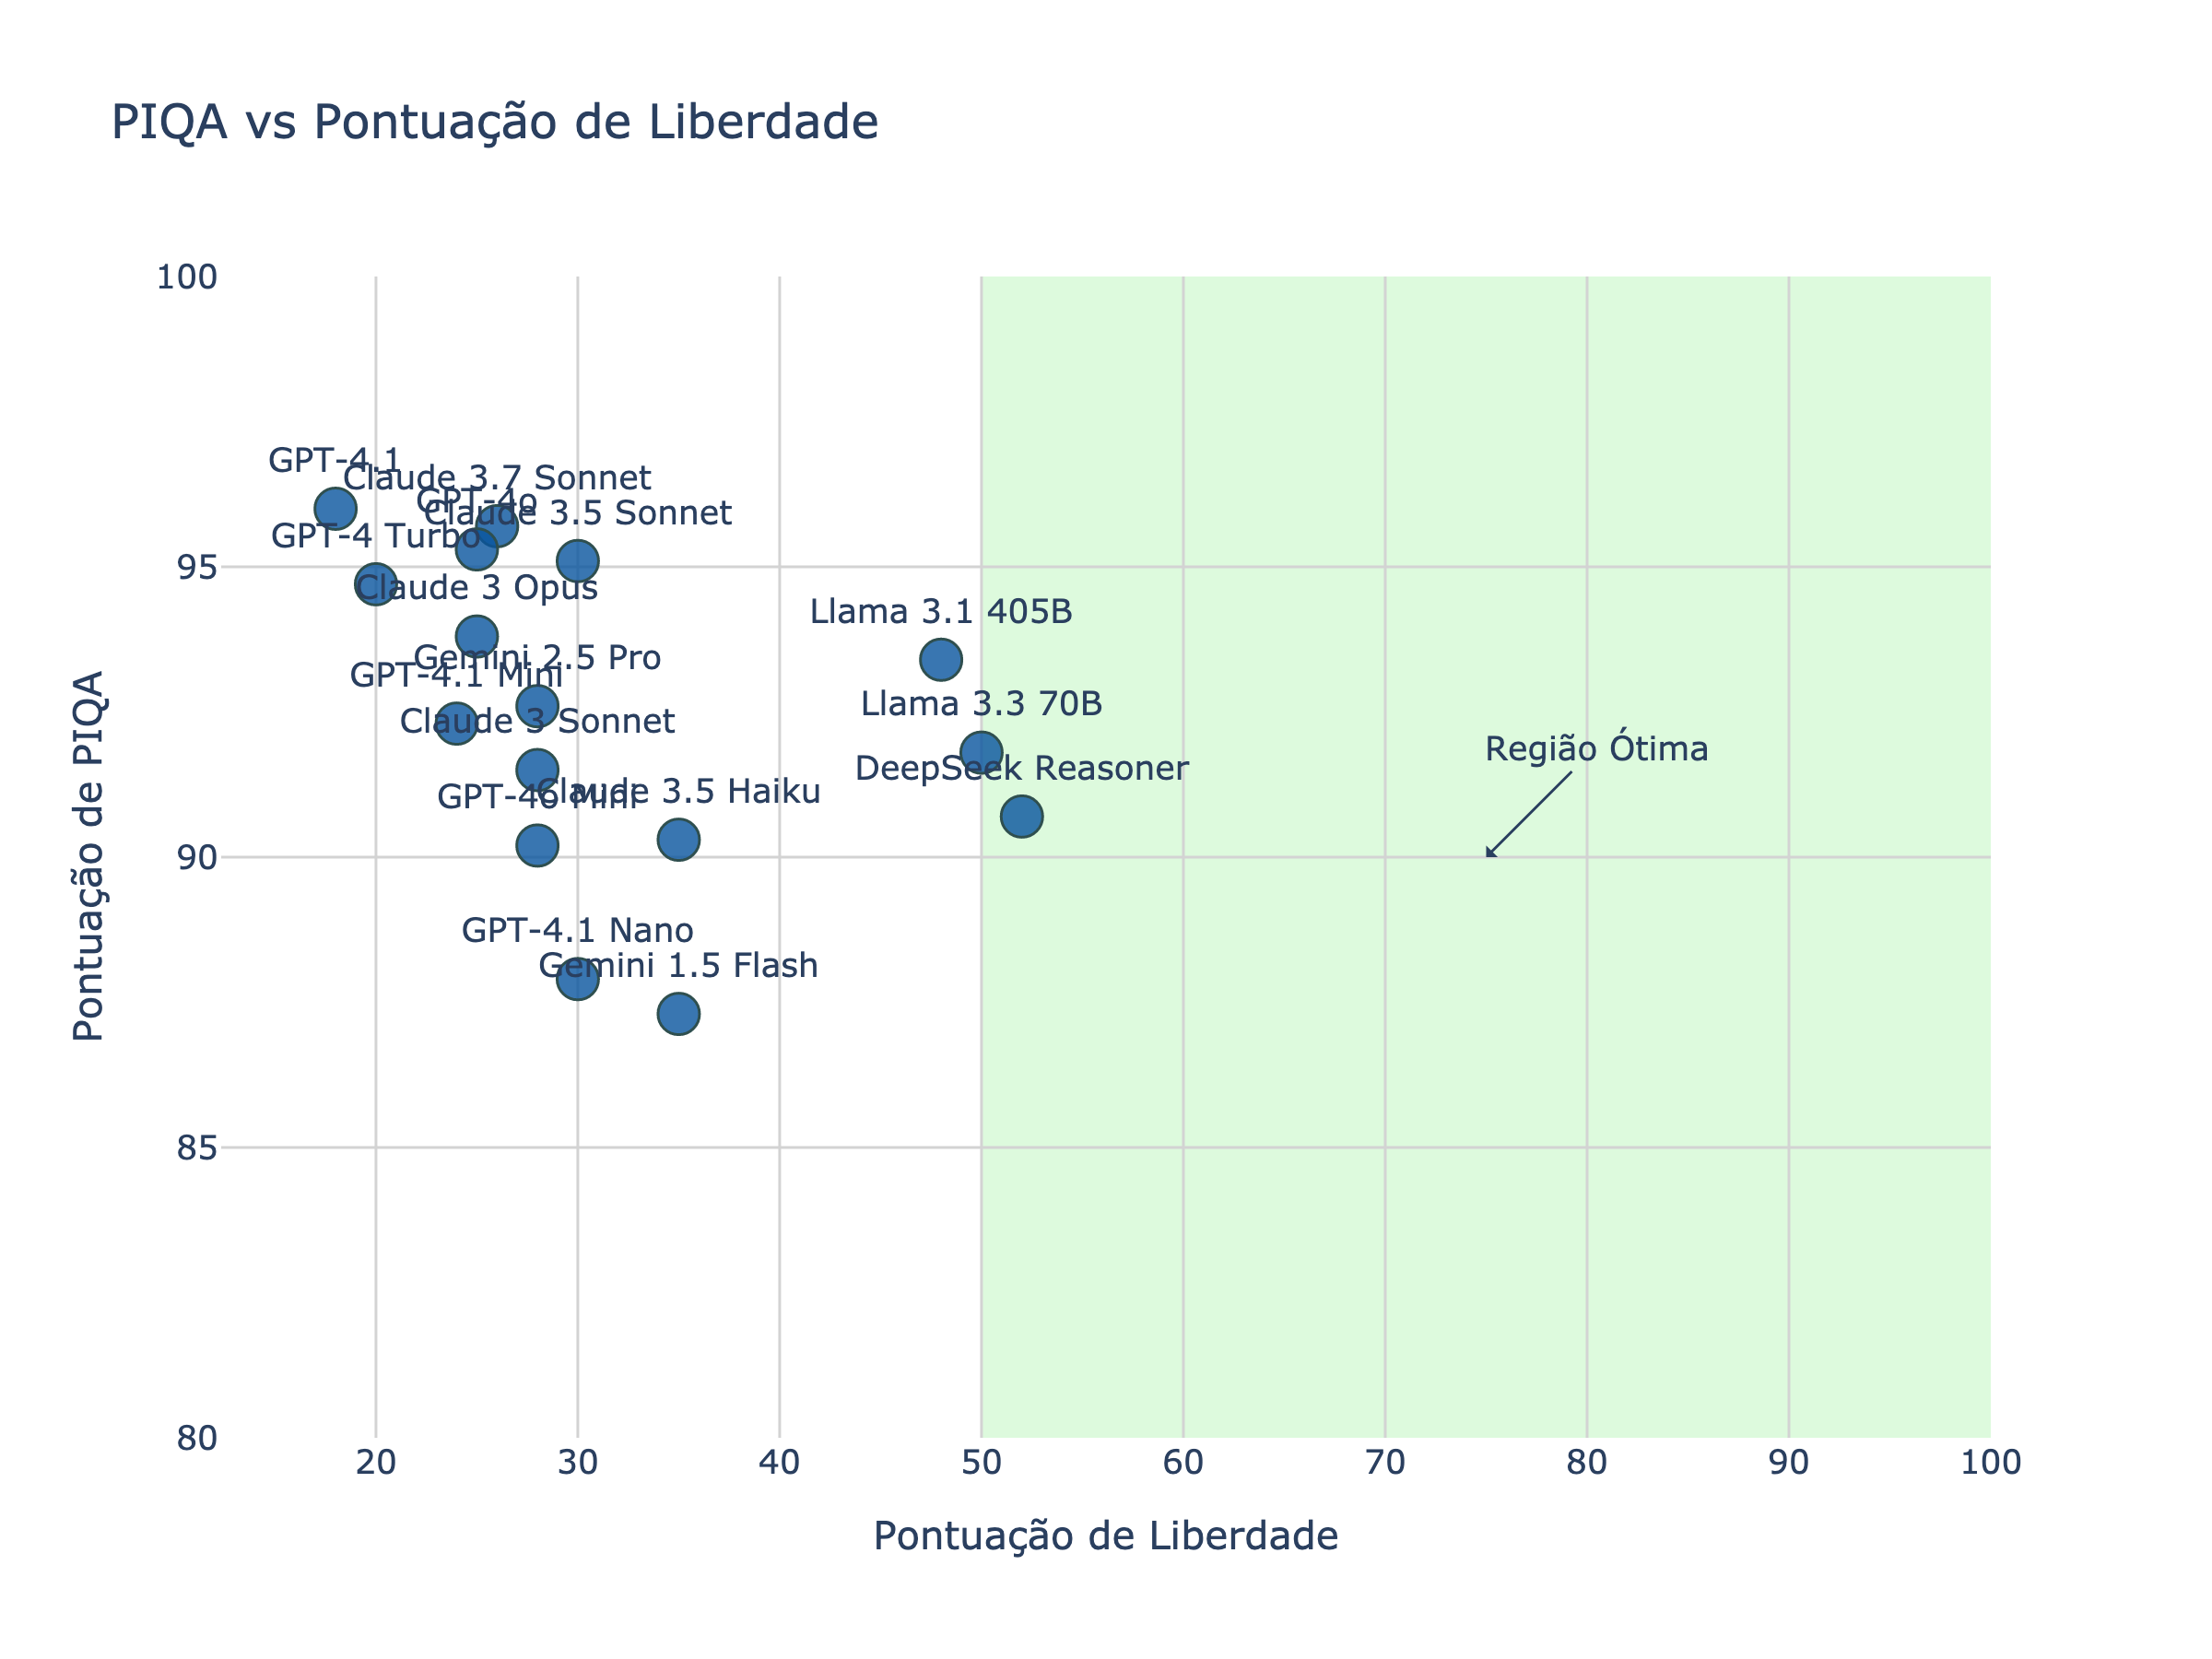 PIQA vs Pontuação de Liberdade
100
GPT-4.1
Claude 3.7 Sonnet
GPT-4o
Claude 3.5 Sonnet
GPT-4 Turbo
95
Claude 3 Opus
Llama 3.1 405B
Gemini 2.5 Pro
GPT-4.1 Mini
Llama 3.3 70B
Claude 3 Sonnet
Região Ótima
DeepSeek Reasoner
Claude 3.5 Haiku
GPT-4o Mini
90
GPT-4.1 Nano
Gemini 1.5 Flash
85
80
Pontuação de PIQA
20 30 40 50 60 70 80 90 100
Pontuação de Liberdade